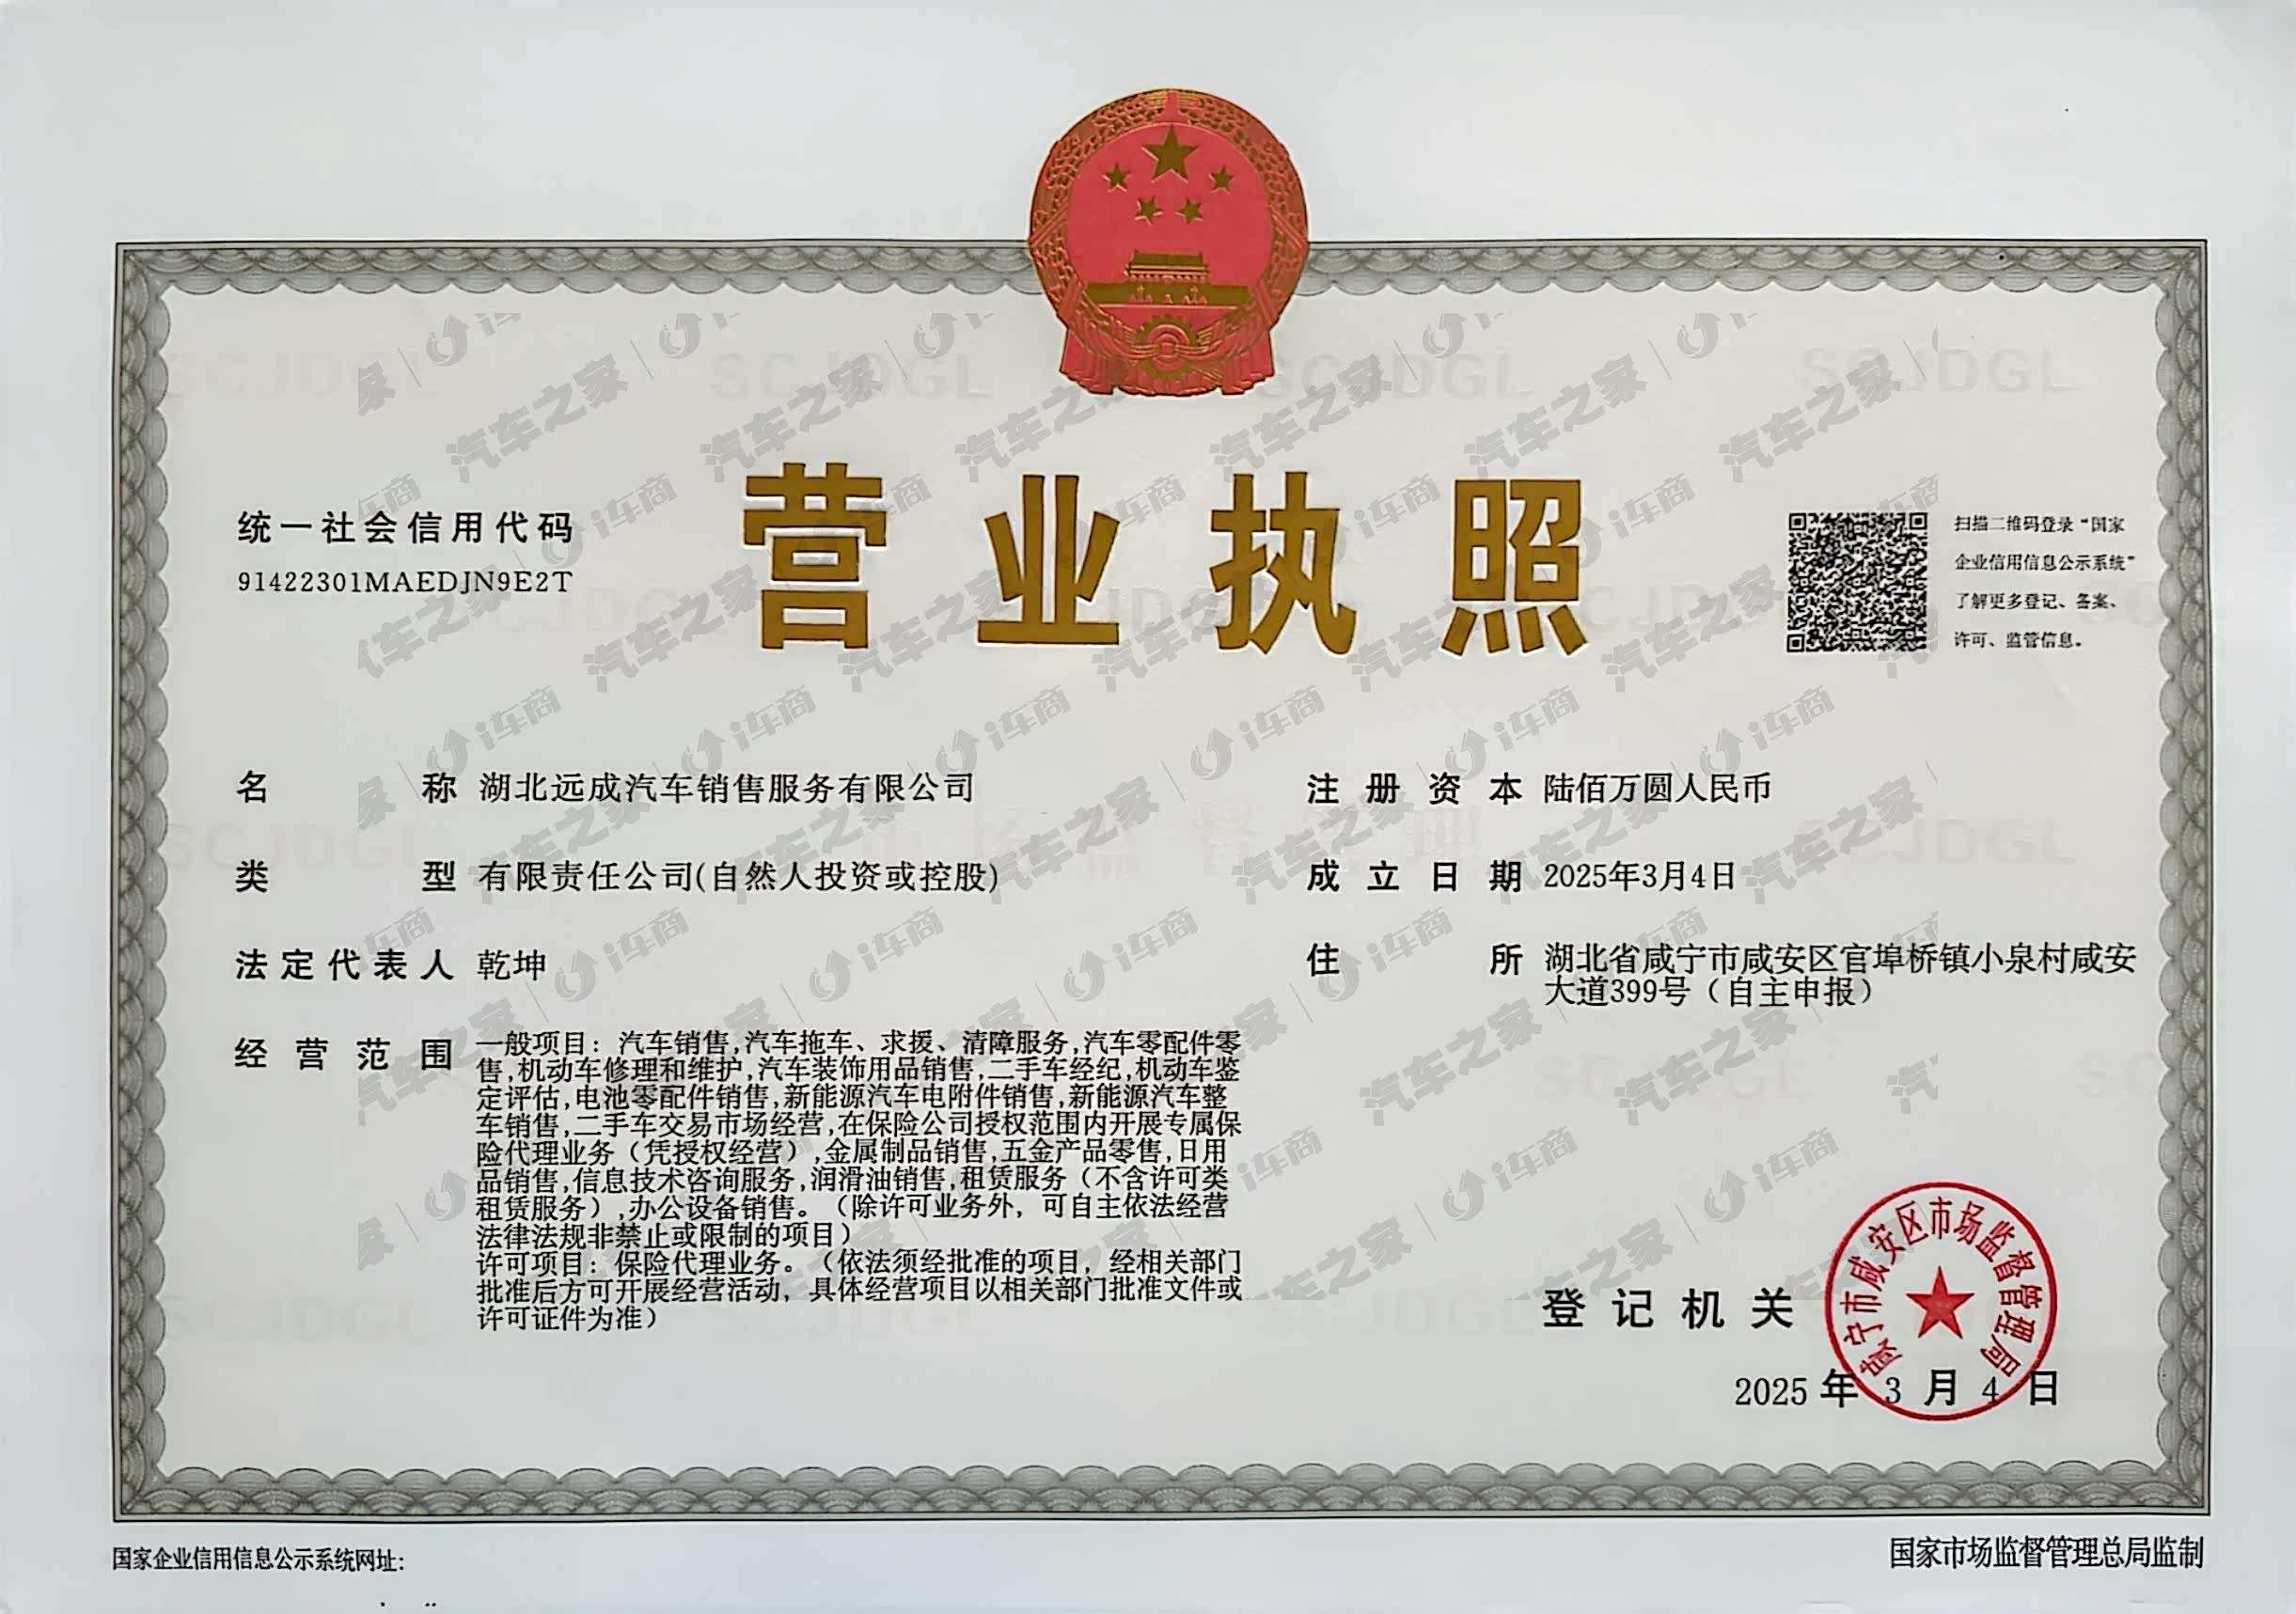 营业执照
统一社会信用代码
91422301MAEDJN9E2T
扫描二维码登录“国家
企业信用信息公示系统”
了解更多登记、备案、
许可、监管信息。
名称 湖北远成汽车销售服务有限公司
类型 有限责任公司(自然人投资或控股)
法定代表人 乾坤
经营范围 一般项目：汽车销售,汽车拖车、求援、清障服务,汽车零配件零
售,机动车修理和维护,汽车装饰用品销售,二手车经纪,机动车鉴
定评估,电池零配件销售,新能源汽车电附件销售,新能源汽车整
车销售,二手车交易市场经营,在保险公司授权范围内开展专属保
险代理业务（凭授权经营）,金属制品销售,五金产品零售,日用
品销售,信息技术咨询服务,润滑油销售,租赁服务（不含许可类
租赁服务）,办公设备销售。（除许可业务外，可自主依法经营
法律法规非禁止或限制的项目）
许可项目：保险代理业务。（依法须经批准的项目，经相关部门
批准后方可开展经营活动，具体经营项目以相关部门批准文件或
许可证件为准）
注册资本 陆佰万圆人民币
成立日期 2025年3月4日
住所 湖北省咸宁市咸安区官埠桥镇小泉村咸安
大道399号（自主申报）
登记机关
咸宁市咸安区市场监督管理局
2025年3月4日
国家企业信用信息公示系统网址:
国家市场监督管理总局监制
汽车之家 | i车商
SCJDGL
市场监督管理